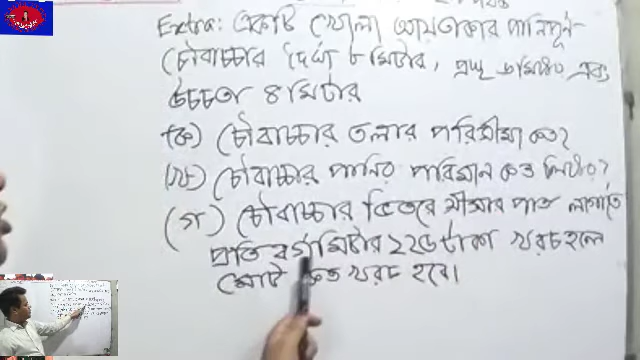 Extra: একটি খোলা আয়তাকার পানিপূর্ন
চৌবাচ্চার দৈর্ঘ্য ৮ মিটার, প্রস্থ ৬ মিটার এবং
উচ্চতা ৪ মিটার
(ক) চৌবাচ্চার তলার পরিসীমা কত?
(খ) চৌবাচ্চার পানির পরিমান কত লিটার?
(গ) চৌবাচ্চার ভিতরে সীসার পাত লাগাতে
প্রতি বর্গমিটার ২২৫ টাকা খরচ হলে
মোট কত খরচ হবে।